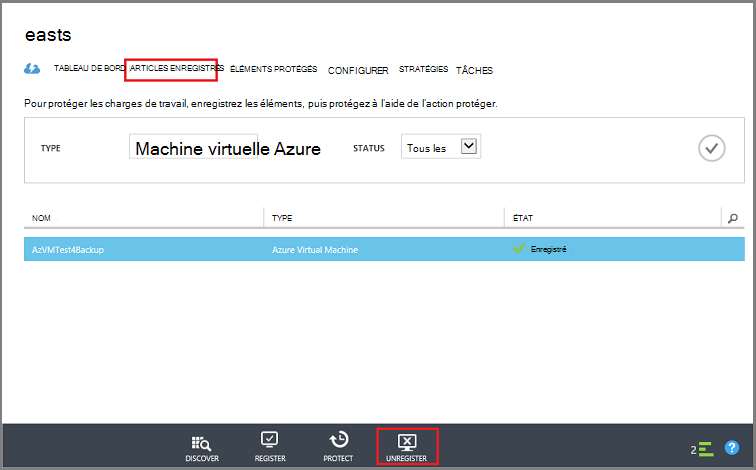 easts
TABLEAU DE BORD ARTICLES ENREGISTRÉS ÉLÉMENTS PROTÉGÉS CONFIGURER STRATÉGIES TÂCHES
Pour protéger les charges de travail, enregistrez les éléments, puis protégez à l'aide de l'action protéger.
TYPE Machine virtuelle Azure STATUS Tous les
NOM TYPE ÉTAT
AzVMTest4Backup Azure Virtual Machine Enregistré
DISCOVER REGISTER PROTECT UNREGISTER 2 ?